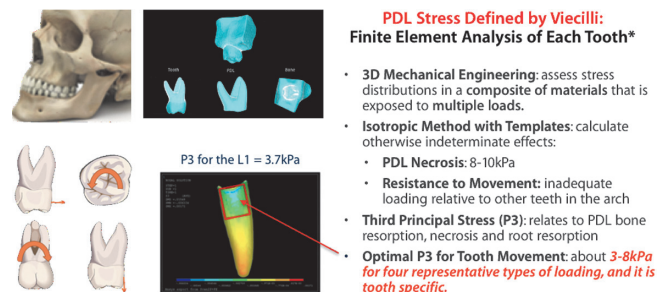 PDL Stress Defined by Viecilli:
Finite Element Analysis of Each Tooth*
Tooth
PDL
Bone
P3 for the L1 = 3.7kPa
• 3D Mechanical Engineering: assess stress
distributions in a composite of materials that is
exposed to multiple loads.
• Isotropic Method with Templates: calculate
otherwise indeterminate effects:
• PDL Necrosis: 8-10kPa
• Resistance to Movement: inadequate
loading relative to other teeth in the arch
• Third Principal Stress (P3): relates to PDL bone
resorption, necrosis and root resorption
• Optimal P3 for Tooth Movement: about 3-8kPa
for four representative types of loading, and it is
tooth specific.